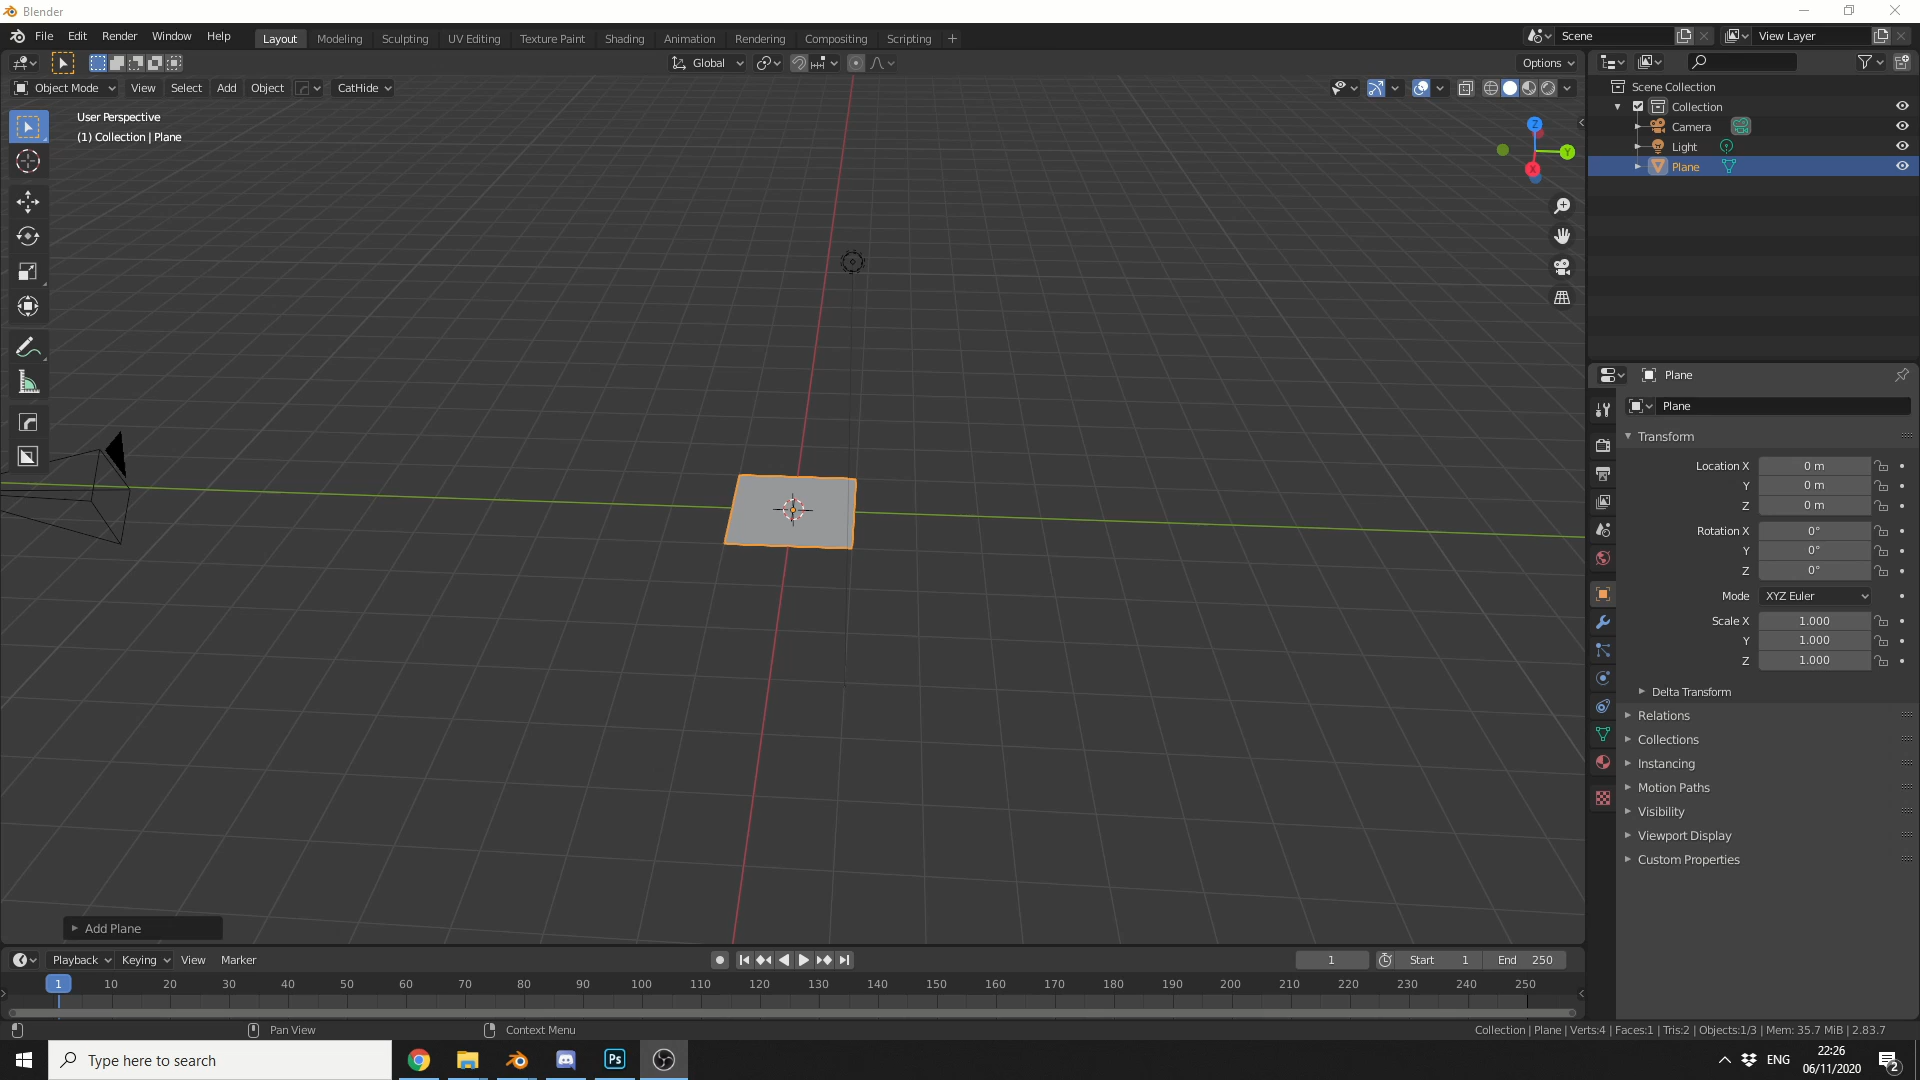 Blender
File Edit Render Window Help
Layout Modeling Sculpting UV Editing Texture Paint Shading Animation Rendering Compositing Scripting +
Scene
View Layer
Global
Options
Object Mode View Select Add Object CatHide
User Perspective
(1) Collection | Plane
Z
Y
X
Scene Collection
Collection
Camera
Light
Plane
Plane
Plane
Transform
Location X 0 m
Y 0 m
Z 0 m
Rotation X 0°
Y 0°
Z 0°
Mode XYZ Euler
Scale X 1.000
Y 1.000
Z 1.000
Delta Transform
Relations
Collections
Instancing
Motion Paths
Visibility
Viewport Display
Custom Properties
Add Plane
Playback Keying View Marker
1 Start 1 End 250
1 10 20 30 40 50 60 70 80 90 100 110 120 130 140 150 160 170 180 190 200 210 220 230 240 250
Pan View Context Menu
Collection | Plane | Verts:4 | Faces:1 | Tris:2 | Objects:1/3 | Mem: 35.7 MiB | 2.83.7
Type here to search
Ps
ENG
22:26
06/11/2020
2